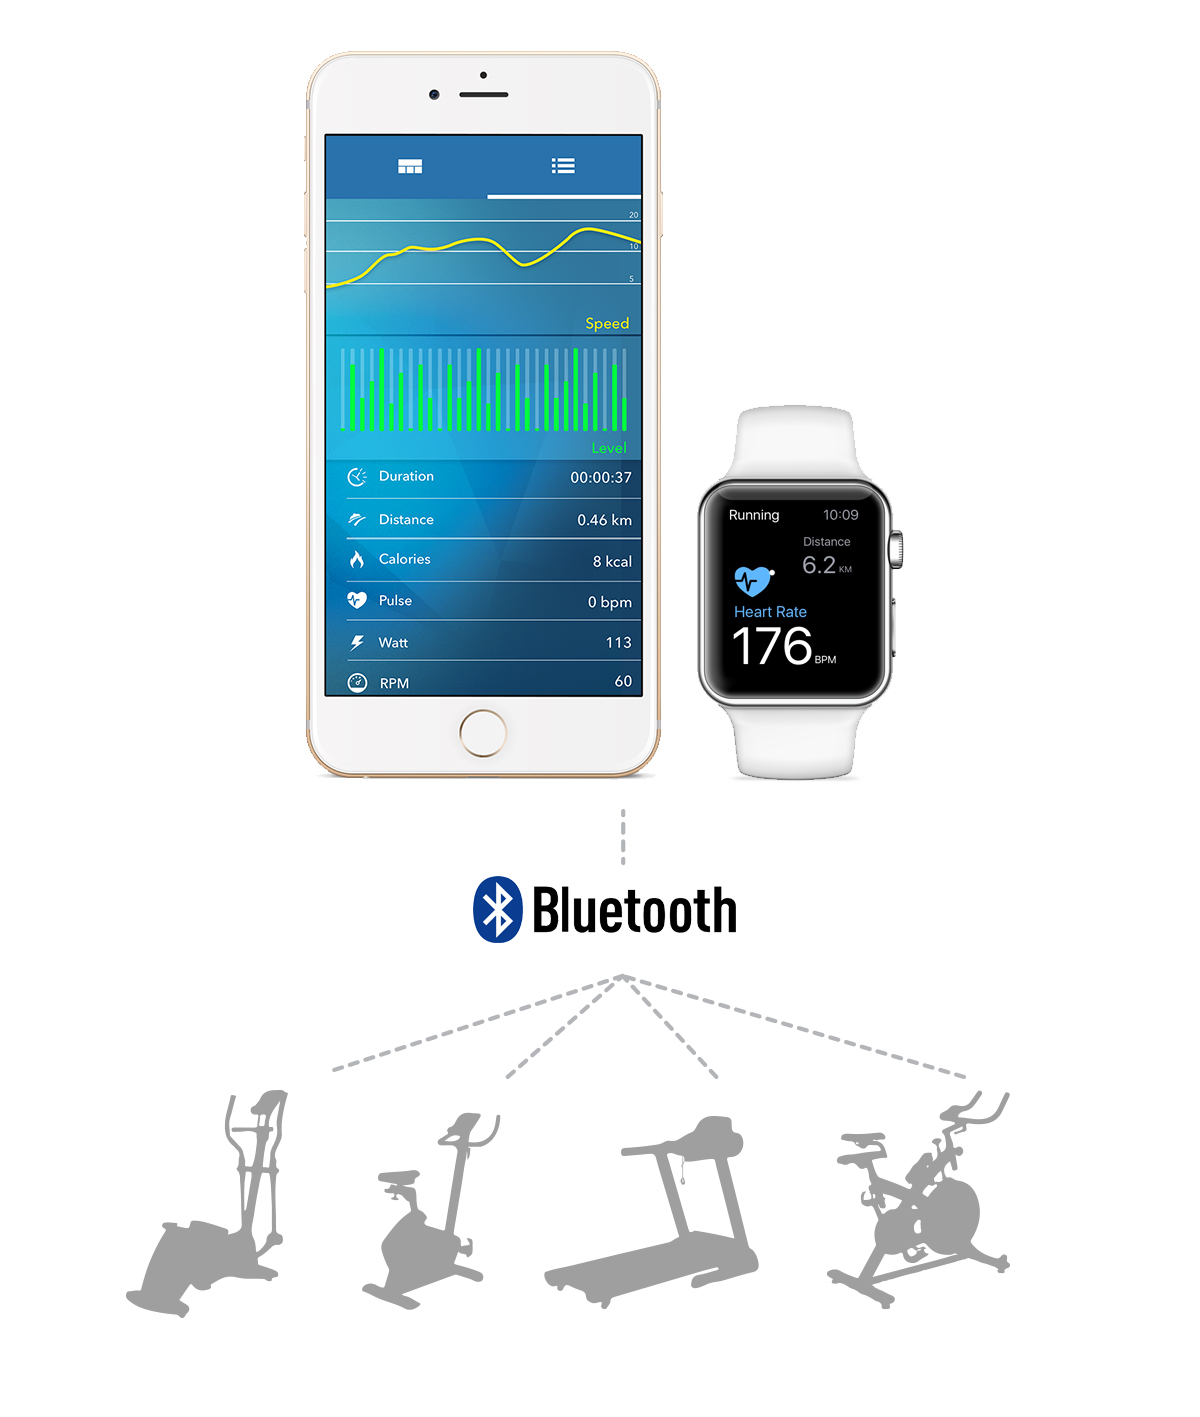 20
10
5
Speed
Level
Duration 00:00:37
Distance 0.46 km
Calories 8 kcal
Pulse 0 bpm
Watt 113
RPM 60
Running 10:09
Distance
6.2 KM
Heart Rate
176 BPM
Bluetooth